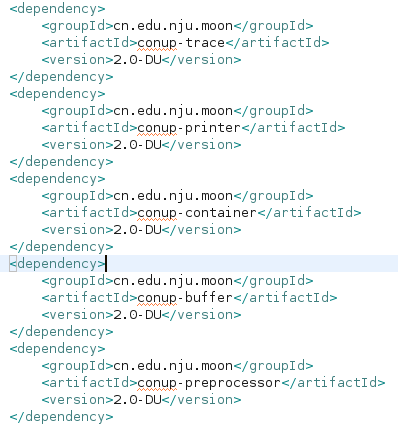 <dependency>
    <groupId>cn.edu.nju.moon</groupId>
    <artifactId>conup-trace</artifactId>
    <version>2.0-DU</version>
</dependency>
<dependency>
    <groupId>cn.edu.nju.moon</groupId>
    <artifactId>conup-printer</artifactId>
    <version>2.0-DU</version>
</dependency>
<dependency>
    <groupId>cn.edu.nju.moon</groupId>
    <artifactId>conup-container</artifactId>
    <version>2.0-DU</version>
</dependency>
<dependency>
    <groupId>cn.edu.nju.moon</groupId>
    <artifactId>conup-buffer</artifactId>
    <version>2.0-DU</version>
</dependency>
<dependency>
    <groupId>cn.edu.nju.moon</groupId>
    <artifactId>conup-preprocessor</artifactId>
    <version>2.0-DU</version>
</dependency>